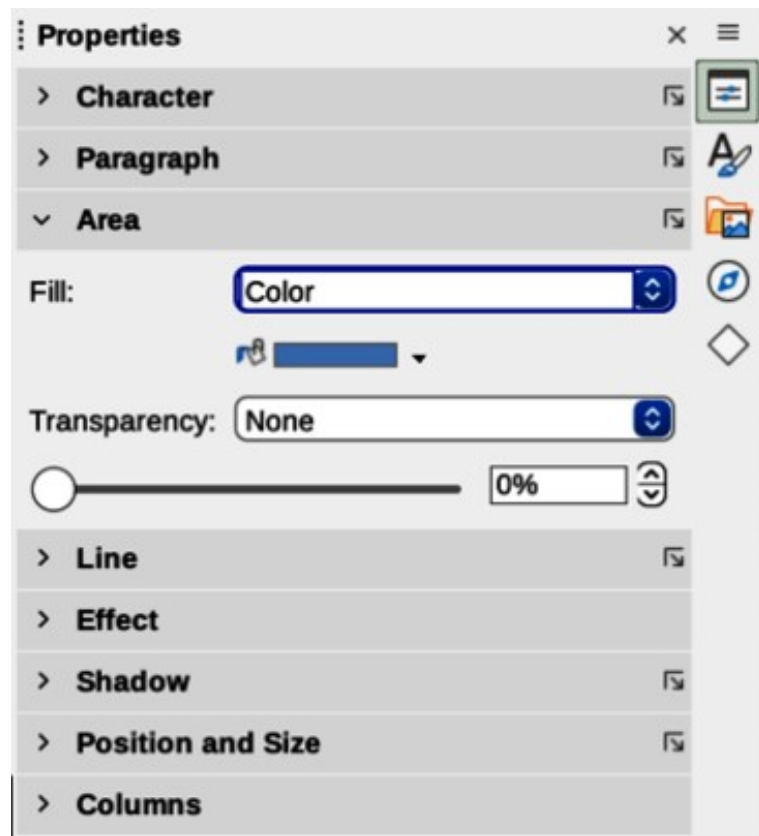 Properties
Character
Paragraph
Area
Fill: Color
Transparency: None
0%
Line
Effect
Shadow
Position and Size
Columns